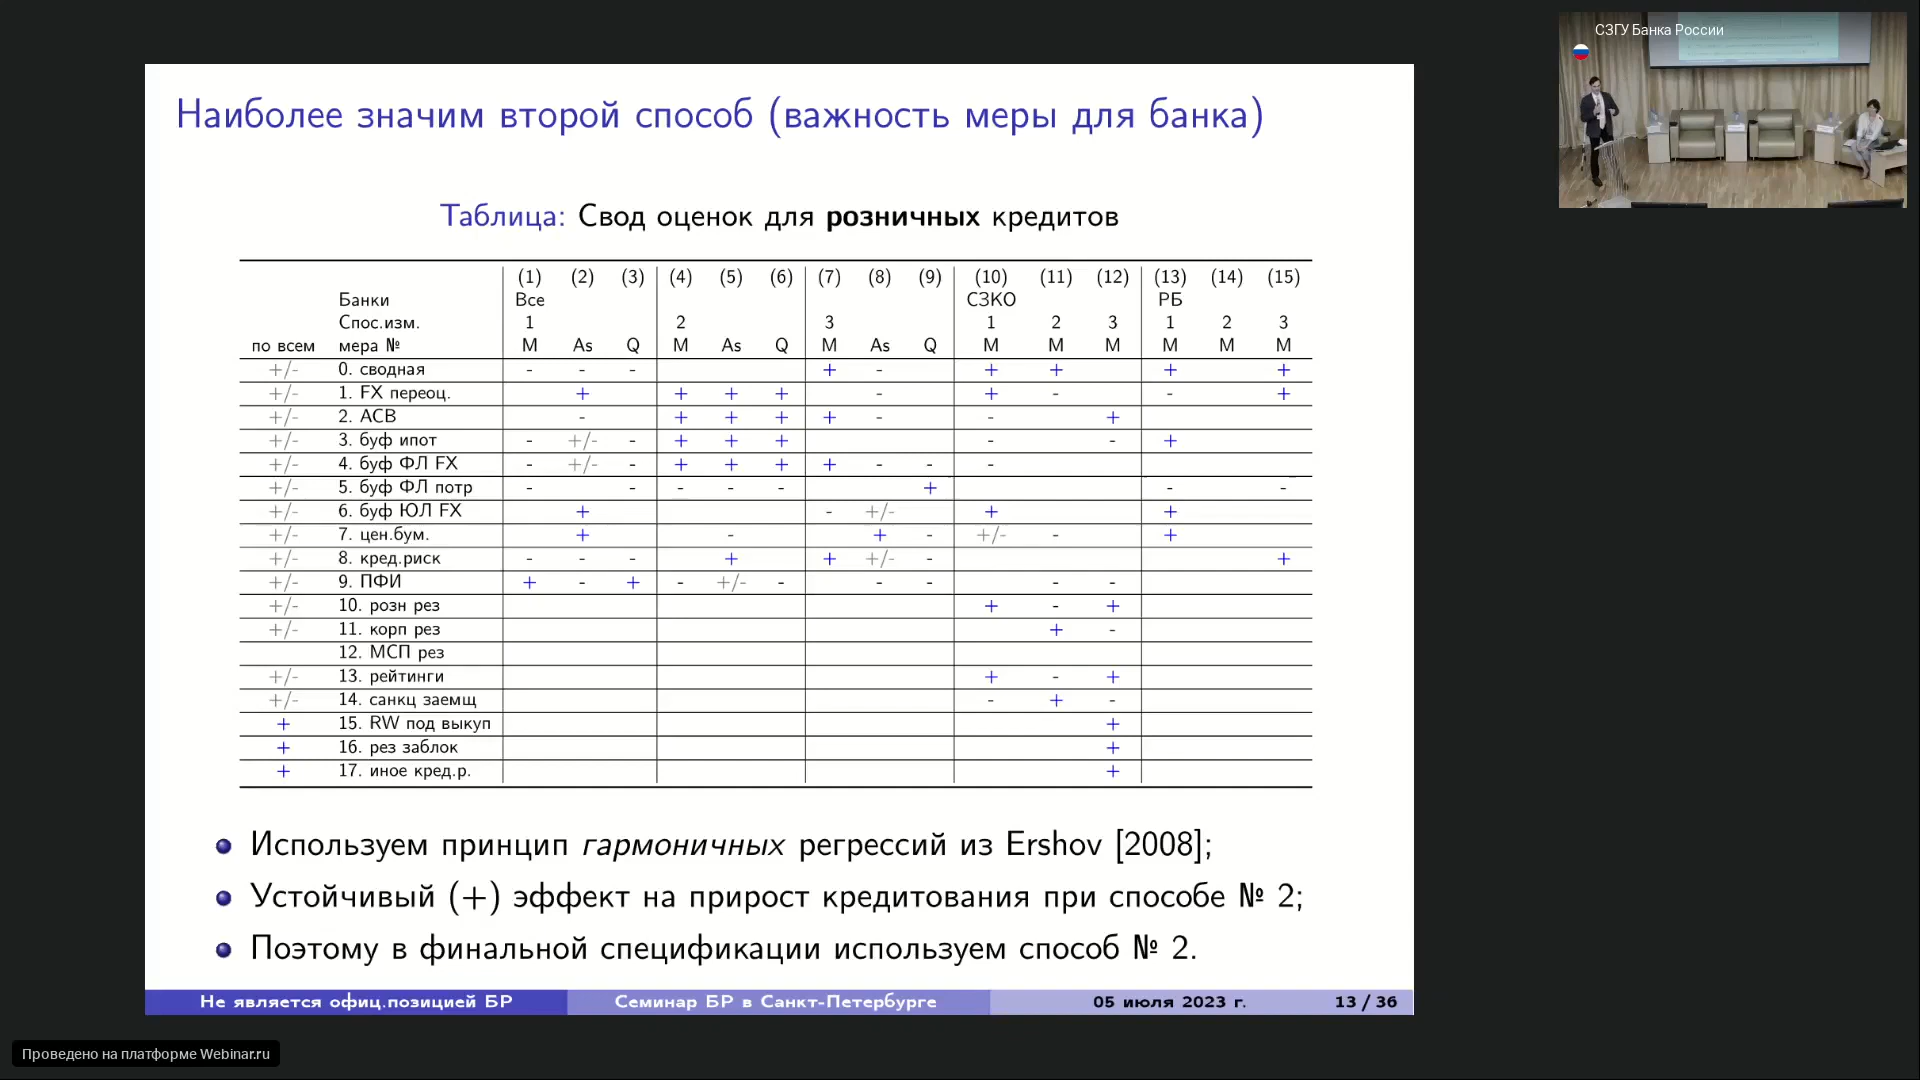 СЗГУ Банка России
Наиболее значим второй способ (важность меры для банка)
Таблица: Свод оценок для розничных кредитов
(1) (2) (3) (4) (5) (6) (7) (8) (9) (10) (11) (12) (13) (14) (15)
Банки Все СЗКО РБ
Спос.изм. 1 2 3 1 2 3 1 2 3
по всем мера № M As Q M As Q M As Q M M M M M M
+/- 0. сводная - - - + - + + + +
+/- 1. FX переоц. + + + + - + - - +
+/- 2. АСВ - + + + + - - +
+/- 3. буф ипот - +/- - + + + - - +
+/- 4. буф ФЛ FX - +/- - + + + + - - -
+/- 5. буф ФЛ потр - - - - - + - -
+/- 6. буф ЮЛ FX + - +/- + +
+/- 7. цен.бум. + - + - +/- - +
+/- 8. кред.риск - - - + + +/- - +
+/- 9. ПФИ + - + - +/- - - - - -
+/- 10. розн рез + - +
+/- 11. корп рез + -
12. МСП рез
+/- 13. рейтинги + - +
+/- 14. санкц заемщ - + -
+ 15. RW под выкуп +
+ 16. рез заблок +
+ 17. иное кред.р. +
Используем принцип гармоничных регрессий из Ershov [2008];
Устойчивый (+) эффект на прирост кредитования при способе № 2;
Поэтому в финальной спецификации используем способ № 2.
Не является офиц.позицией БР Семинар БР в Санкт-Петербурге 05 июля 2023 г. 13 / 36
Проведено на платформе Webinar.ru